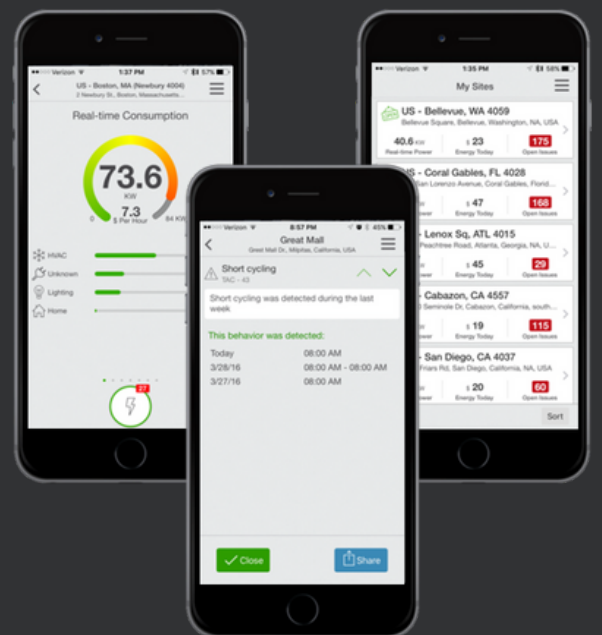 Verizon
1:37 PM
57%
US - Boston, MA (Newbury 4004)
2 Newbury St., Boston, Massachusetts...
Real-time Consumption
73.6
KW
7.3
$ Per Hour
0
84 KW
HVAC
Unknown
Lighting
Home
27
Verizon
8:57 PM
45%
Great Mall
Great Mall Dr., Milpitas, California, USA
Short cycling
TAC - 43
Short cycling was detected during the last
week
This behavior was detected:
Today 08:00 AM
3/28/16 08:00 AM - 08:00 AM
3/27/16 08:00 AM
Close
Share
Verizon
1:35 PM
58%
My Sites
US - Bellevue, WA 4059
Bellevue Square, Bellevue, Washington, NA, USA
40.6 KW $ 23 175
Real-time Power Energy Today Open Issues
US - Coral Gables, FL 4028
San Lorenzo Avenue, Coral Gables, Florid...
$ 47 168
Energy Today Open Issues
- Lenox Sq, ATL 4015
Peachtree Road, Atlanta, Georgia, NA, U...
$ 45 29
Energy Today Open Issues
- Cabazon, CA 4557
Seminole Dr, Cabazon, California, south...
$ 19 115
Energy Today Open Issues
- San Diego, CA 4037
Friars Rd, San Diego, California, NA, USA
$ 20 60
Energy Today Open Issues
Sort